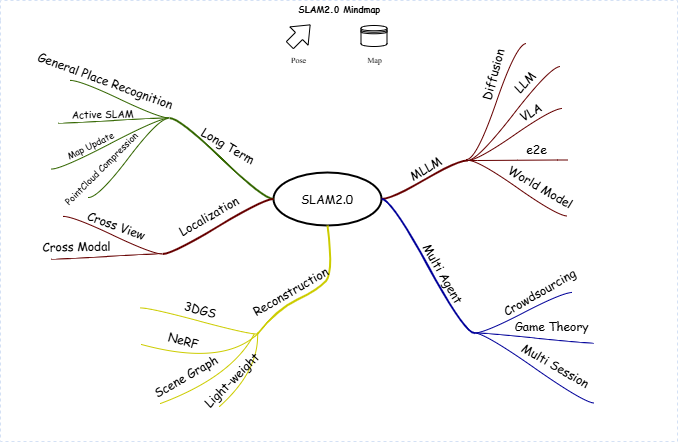 SLAM2.0 Mindmap
Pose
Map
General Place Recognition
Active SLAM
Map Update
PointCloud Compression
Long Term
Localization
Cross View
Cross Modal
SLAM2.0
Reconstruction
3DGS
NeRF
Scene Graph
Light-weight
MLLM
Diffusion
LLM
VLA
e2e
World Model
Multi Agent
Crowdsourcing
Game Theory
Multi Session